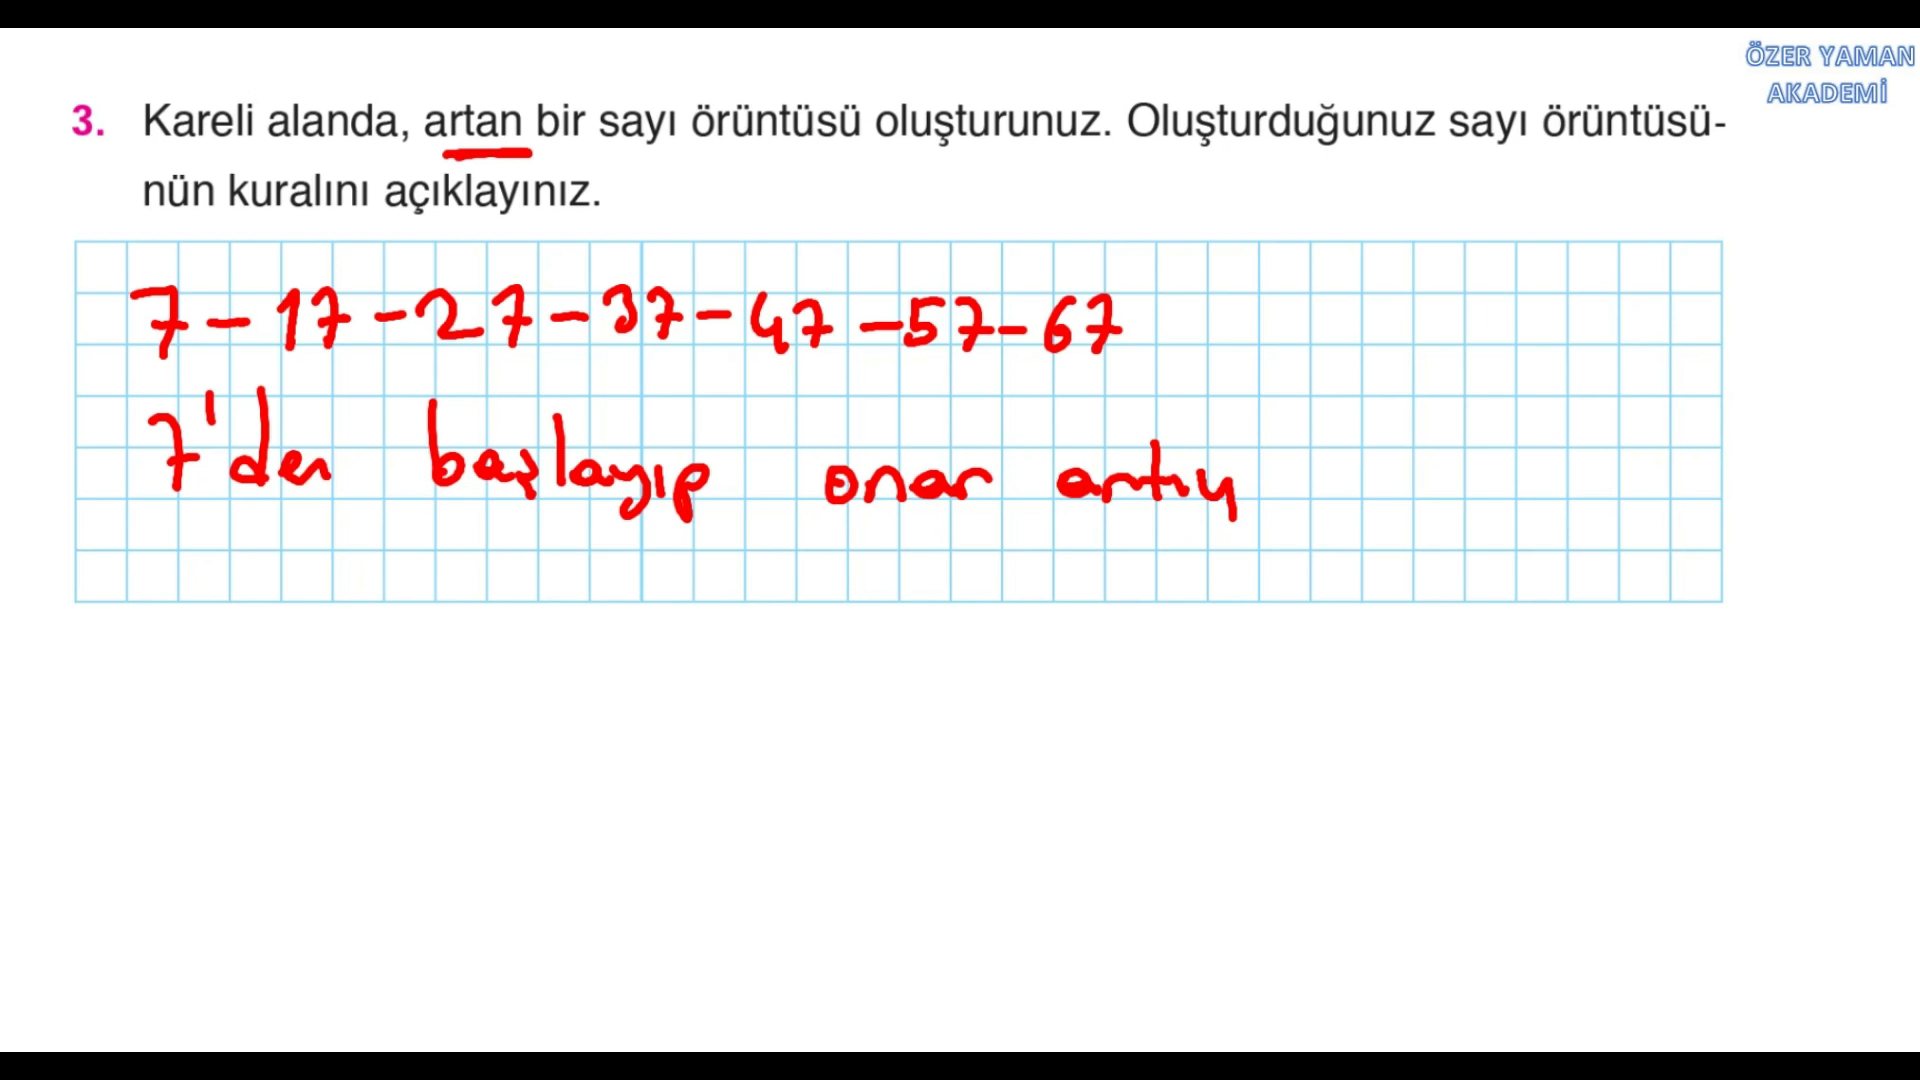 ÖZER YAMAN
AKADEMİ
3. Kareli alanda, artan bir sayı örüntüsü oluşturunuz. Oluşturduğunuz sayı örüntüsü-
nün kuralını açıklayınız.
7 - 17 - 27 - 37 - 47 - 57 - 67
7'den başlayıp onar artıy